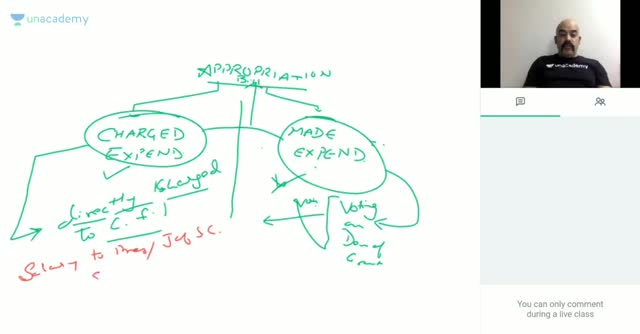 unacademy
APPROPRIATION
Bill
CHARGED
EXPEND
MADE
EXPEND
directly charged
to C.f.I
Salary to Pres/ J of SC.
Voting
on
Dem of
Grant
unacademy
You can only comment
during a live class